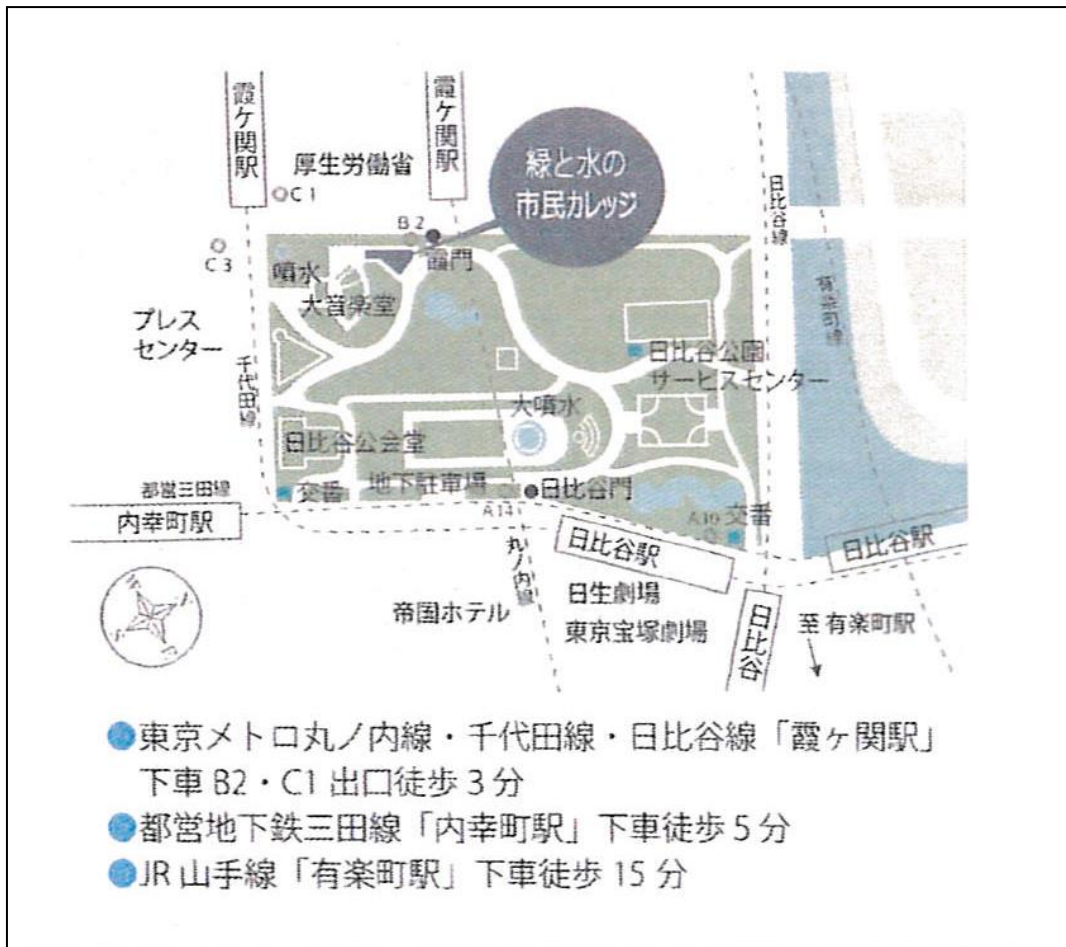 霞ケ関駅
霞ケ関駅
厚生労働省
緑と水の
市民カレッジ
C1
B2
C3
霞門
噴水
大音楽堂
日比谷線
有楽町線
プレス
センター
千代田線
日比谷公園
サービスセンター
大噴水
日比谷公会堂
都営三田線
交番
地下駐車場
A14
日比谷門
A10
交番
内幸町駅
日比谷駅
日比谷駅
丸ノ内線
帝国ホテル
日生劇場
東京宝塚劇場
日比谷
至 有楽町駅
●東京メトロ丸ノ内線・千代田線・日比谷線「霞ヶ関駅」
下車 B2・C1 出口徒歩 3 分
●都営地下鉄三田線「内幸町駅」下車徒歩 5 分
●JR 山手線「有楽町駅」下車徒歩 15 分